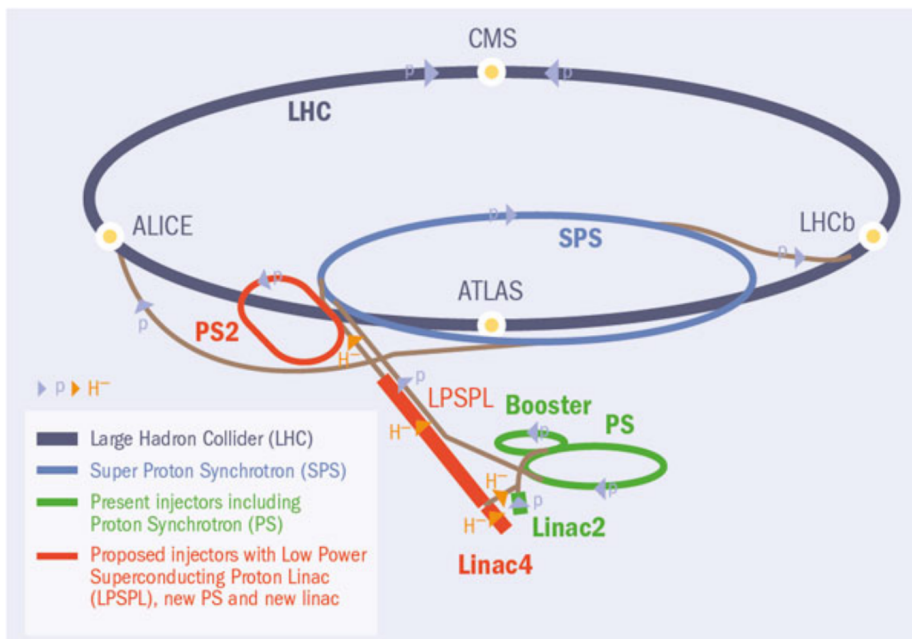 CMS
p
p
LHC
ALICE
p
SPS
LHCb
p
p
ATLAS
PS2
p
H⁻
p
p H⁻
LPSPL
Booster
PS
H⁻
p
p
H⁻
p
H⁻
Linac2
Linac4
Large Hadron Collider (LHC)
Super Proton Synchrotron (SPS)
Present injectors including
Proton Synchrotron (PS)
Proposed injectors with Low Power
Superconducting Proton Linac
(LPSPL), new PS and new linac